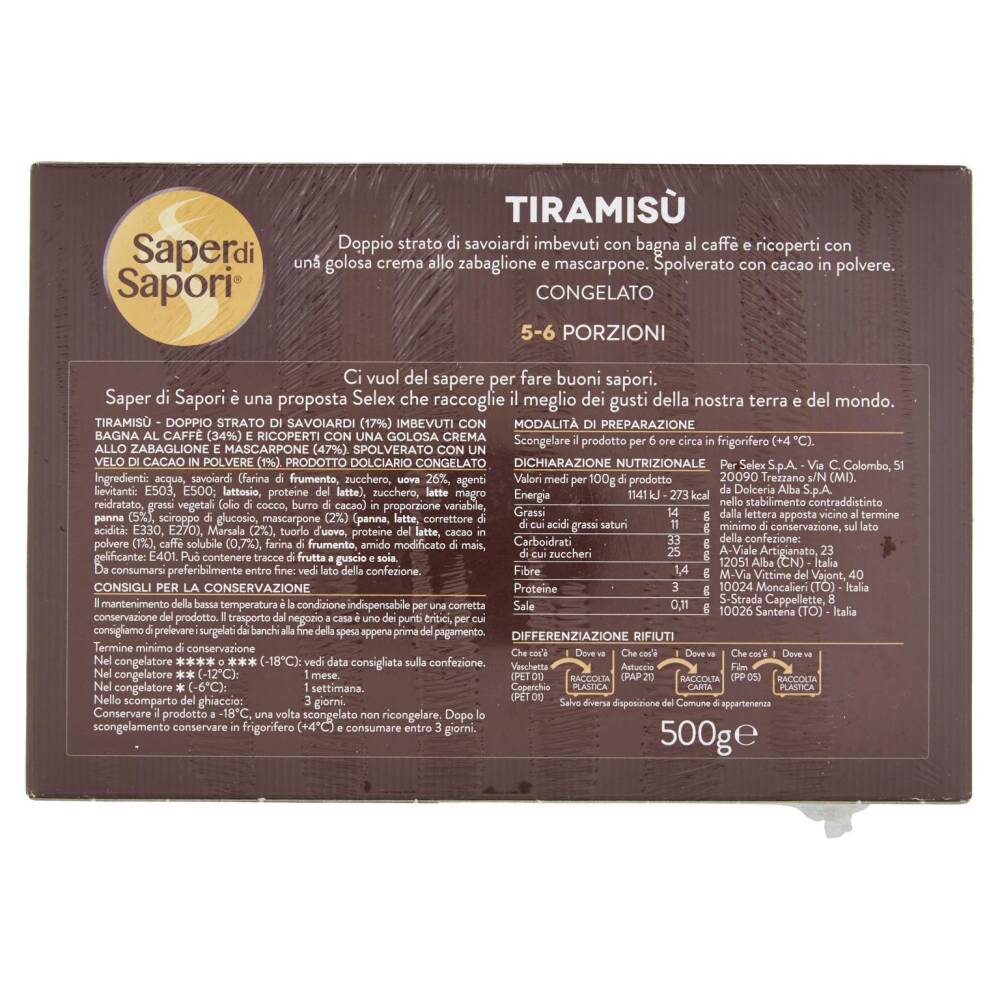 Saper di
Sapori®
TIRAMISÙ
Doppio strato di savoiardi imbevuti con bagna al caffè e ricoperti con
una golosa crema allo zabaglione e mascarpone. Spolverato con cacao in polvere.
CONGELATO
5-6 PORZIONI
Ci vuol del sapere per fare buoni sapori.
Saper di Sapori è una proposta Selex che raccoglie il meglio dei gusti della nostra terra e del mondo.
TIRAMISÙ - DOPPIO STRATO DI SAVOIARDI (17%) IMBEVUTI CON
BAGNA AL CAFFÈ (34%) E RICOPERTI CON UNA GOLOSA CREMA
ALLO ZABAGLIONE E MASCARPONE (47%). SPOLVERATO CON UN
VELO DI CACAO IN POLVERE (1%). PRODOTTO DOLCIARIO CONGELATO
Ingredienti: acqua, savoiardi (farina di frumento, zucchero, uova 26%, agenti
lievitanti: E503, E500; lattosio, proteine del latte), zucchero, latte magro
reidratato, grassi vegetali (olio di cocco, burro di cacao) in proporzione variabile,
panna (5%), sciroppo di glucosio, mascarpone (2%) (panna, latte, correttore di
acidità: E330, E270), Marsala (2%), tuorlo d'uovo, proteine del latte, cacao in
polvere (1%), caffè solubile (0,7%), farina di frumento, amido modificato di mais,
gelificante: E401. Può contenere tracce di frutta a guscio e soia.
Da consumarsi preferibilmente entro fine: vedi lato della confezione.
CONSIGLI PER LA CONSERVAZIONE
Il mantenimento della bassa temperatura è la condizione indispensabile per una corretta
conservazione del prodotto. Il trasporto dal negozio a casa è uno dei punti critici, per cui
consigliamo di prelevare i surgelati dai banchi alla fine della spesa appena prima del pagamento.
Termine minimo di conservazione
Nel congelatore **** o *** (-18°C): vedi data consigliata sulla confezione.
Nel congelatore ** (-12°C): 1 mese.
Nel congelatore * (-6°C): 1 settimana.
Nello scomparto del ghiaccio: 3 giorni.
Conservare il prodotto a -18°C, una volta scongelato non ricongelare. Dopo lo
scongelamento conservare in frigorifero (+4°C) e consumare entro 3 giorni.
MODALITÀ DI PREPARAZIONE
Scongelare il prodotto per 6 ore circa in frigorifero (+4 °C).
DICHIARAZIONE NUTRIZIONALE
Valori medi per 100g di prodotto
Energia 1141 kJ - 273 kcal
Grassi 14 g
di cui acidi grassi saturi 11 g
Carboidrati 33 g
di cui zuccheri 25 g
Fibre 1,4 g
Proteine 3 g
Sale 0,11 g
Per Selex S.p.A. - Via C. Colombo, 51
20090 Trezzano s/N (MI).
da Dolceria Alba S.p.A.
nello stabilimento contraddistinto
dalla lettera apposta vicino al termine
minimo di conservazione, sul lato
della confezione:
A-Viale Artigianato, 23
12051 Alba (CN) - Italia
M-Via Vittime del Vajont, 40
10024 Moncalieri (TO) - Italia
S-Strada Cappellette, 8
10026 Santena (TO) - Italia
DIFFERENZIAZIONE RIFIUTI
Che cos'è Dove va Che cos'è Dove va Che cos'è Dove va
Vaschetta Astuccio Film
(PET 01) RACCOLTA (PAP 21) RACCOLTA (PP 05) RACCOLTA
Coperchio PLASTICA CARTA PLASTICA
(PET 01)
Salvo diversa disposizione del Comune di appartenenza
500g e